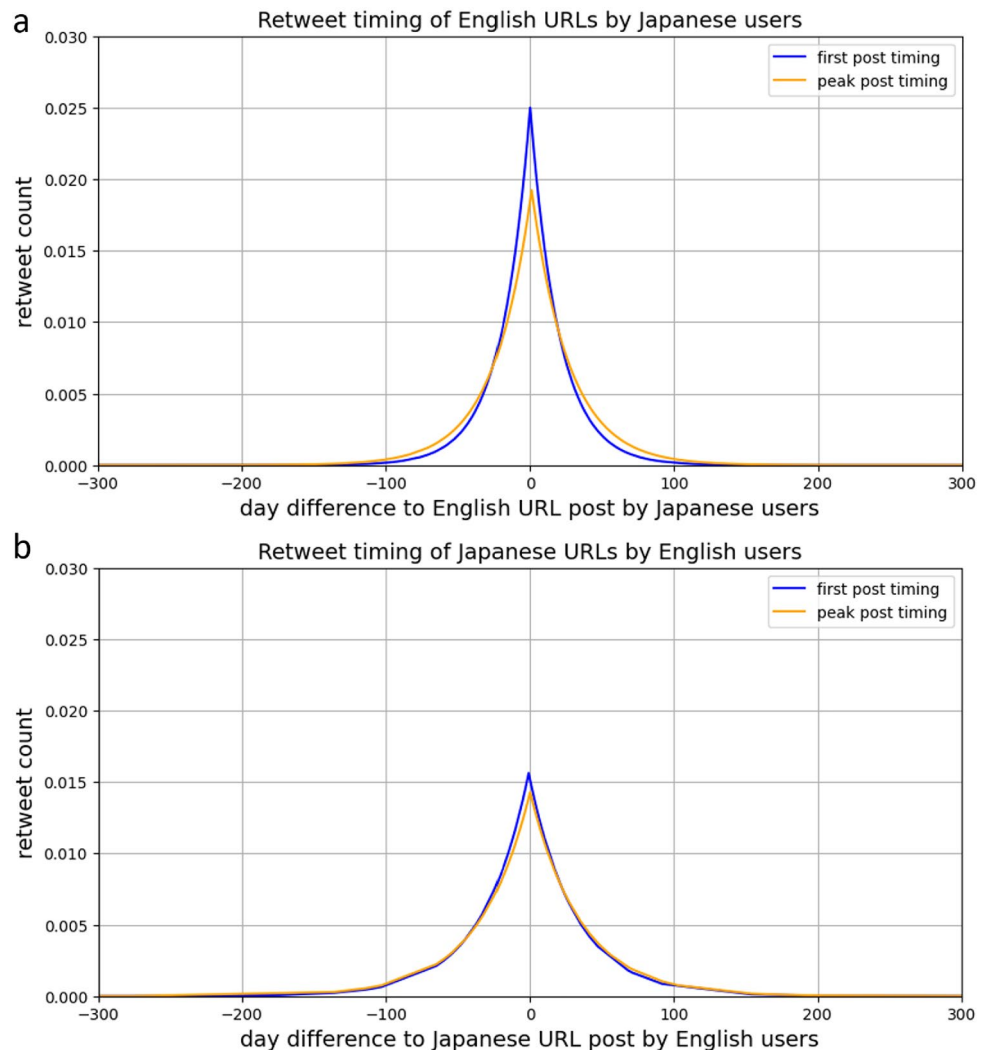 a
Retweet timing of English URLs by Japanese users
0.030
0.025
0.020
0.015
0.010
0.005
0.000
retweet count
first post timing
peak post timing
−300
−200
−100
0
100
200
300
day difference to English URL post by Japanese users
b
Retweet timing of Japanese URLs by English users
0.030
0.025
0.020
0.015
0.010
0.005
0.000
retweet count
first post timing
peak post timing
−300
−200
−100
0
100
200
300
day difference to Japanese URL post by English users